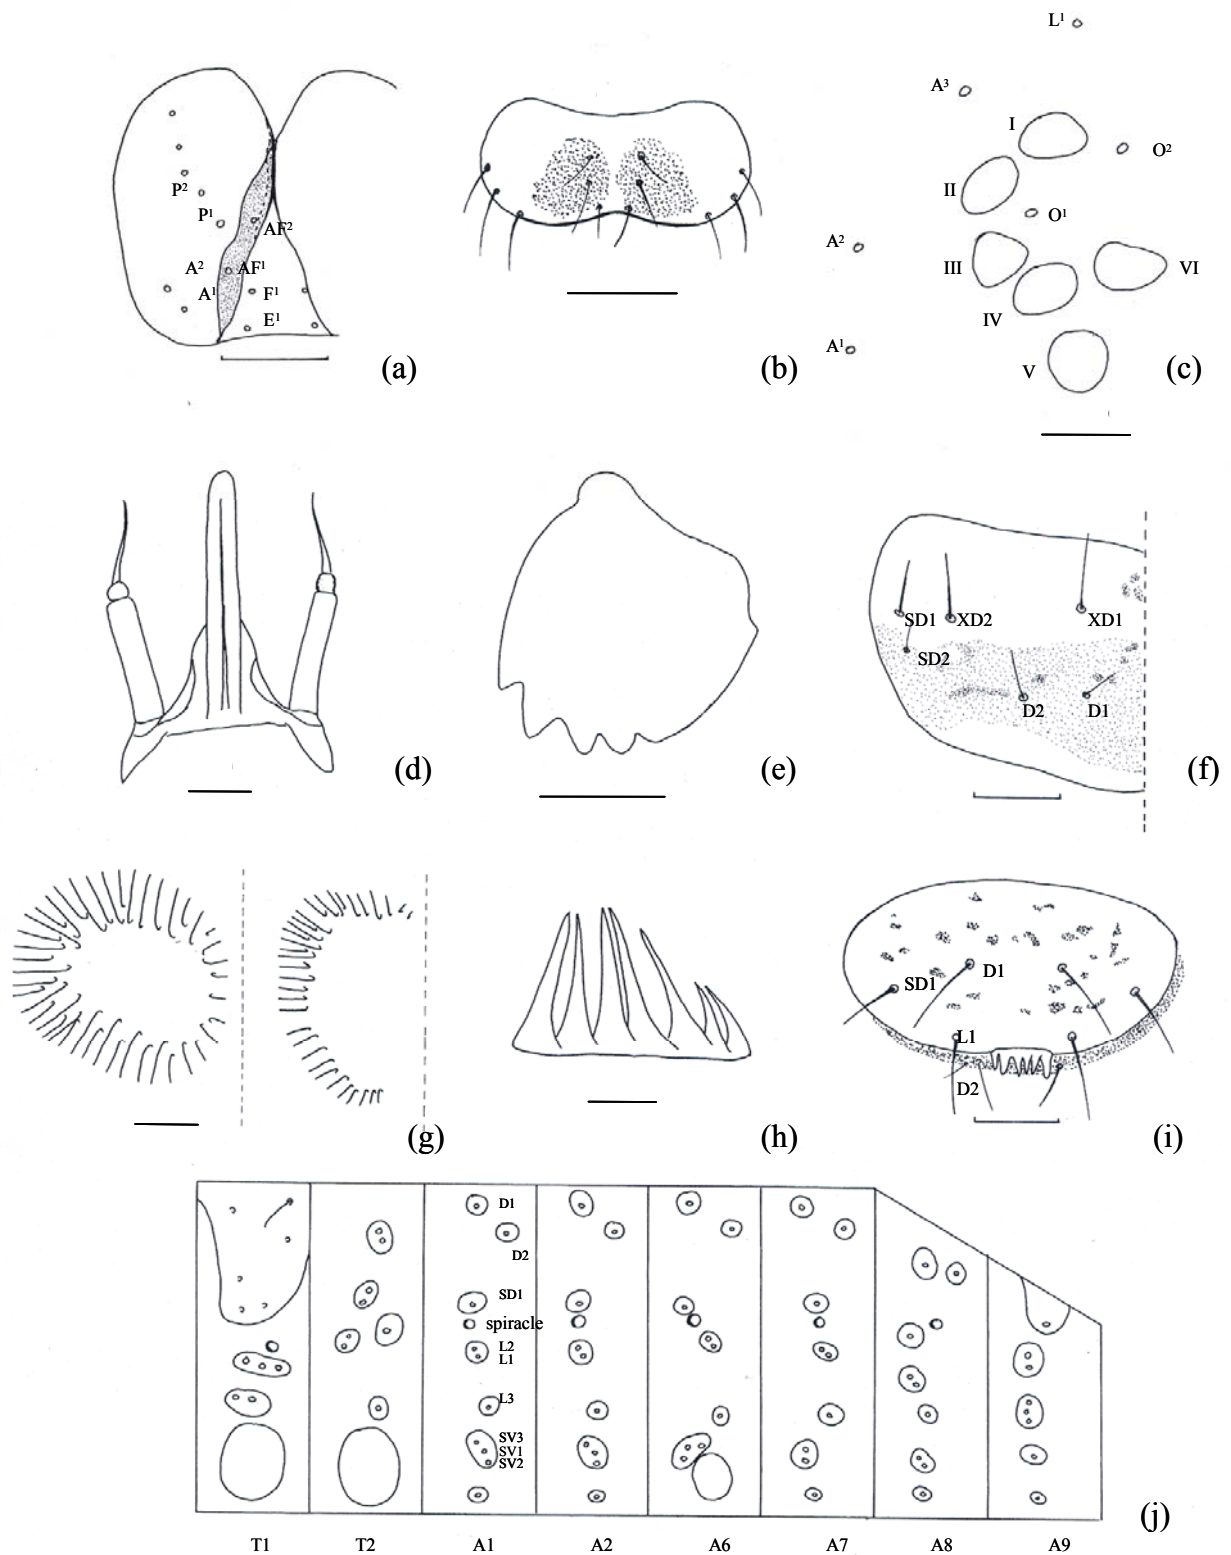 P²
P¹
AF²
A²
AF¹
A¹
F¹
E¹
(a)
(b)
L¹
A³
I
O²
II
O¹
A²
III
VI
IV
A¹
V
(c)
(d)
(e)
SD1
XD2
XD1
SD2
D2
D1
(f)
(g)
(h)
SD1
D1
L1
D2
(i)
D1
D2
SD1
spiracle
L2
L1
L3
SV3
SV1
SV2
(j)
T1 T2 A1 A2 A6 A7 A8 A9